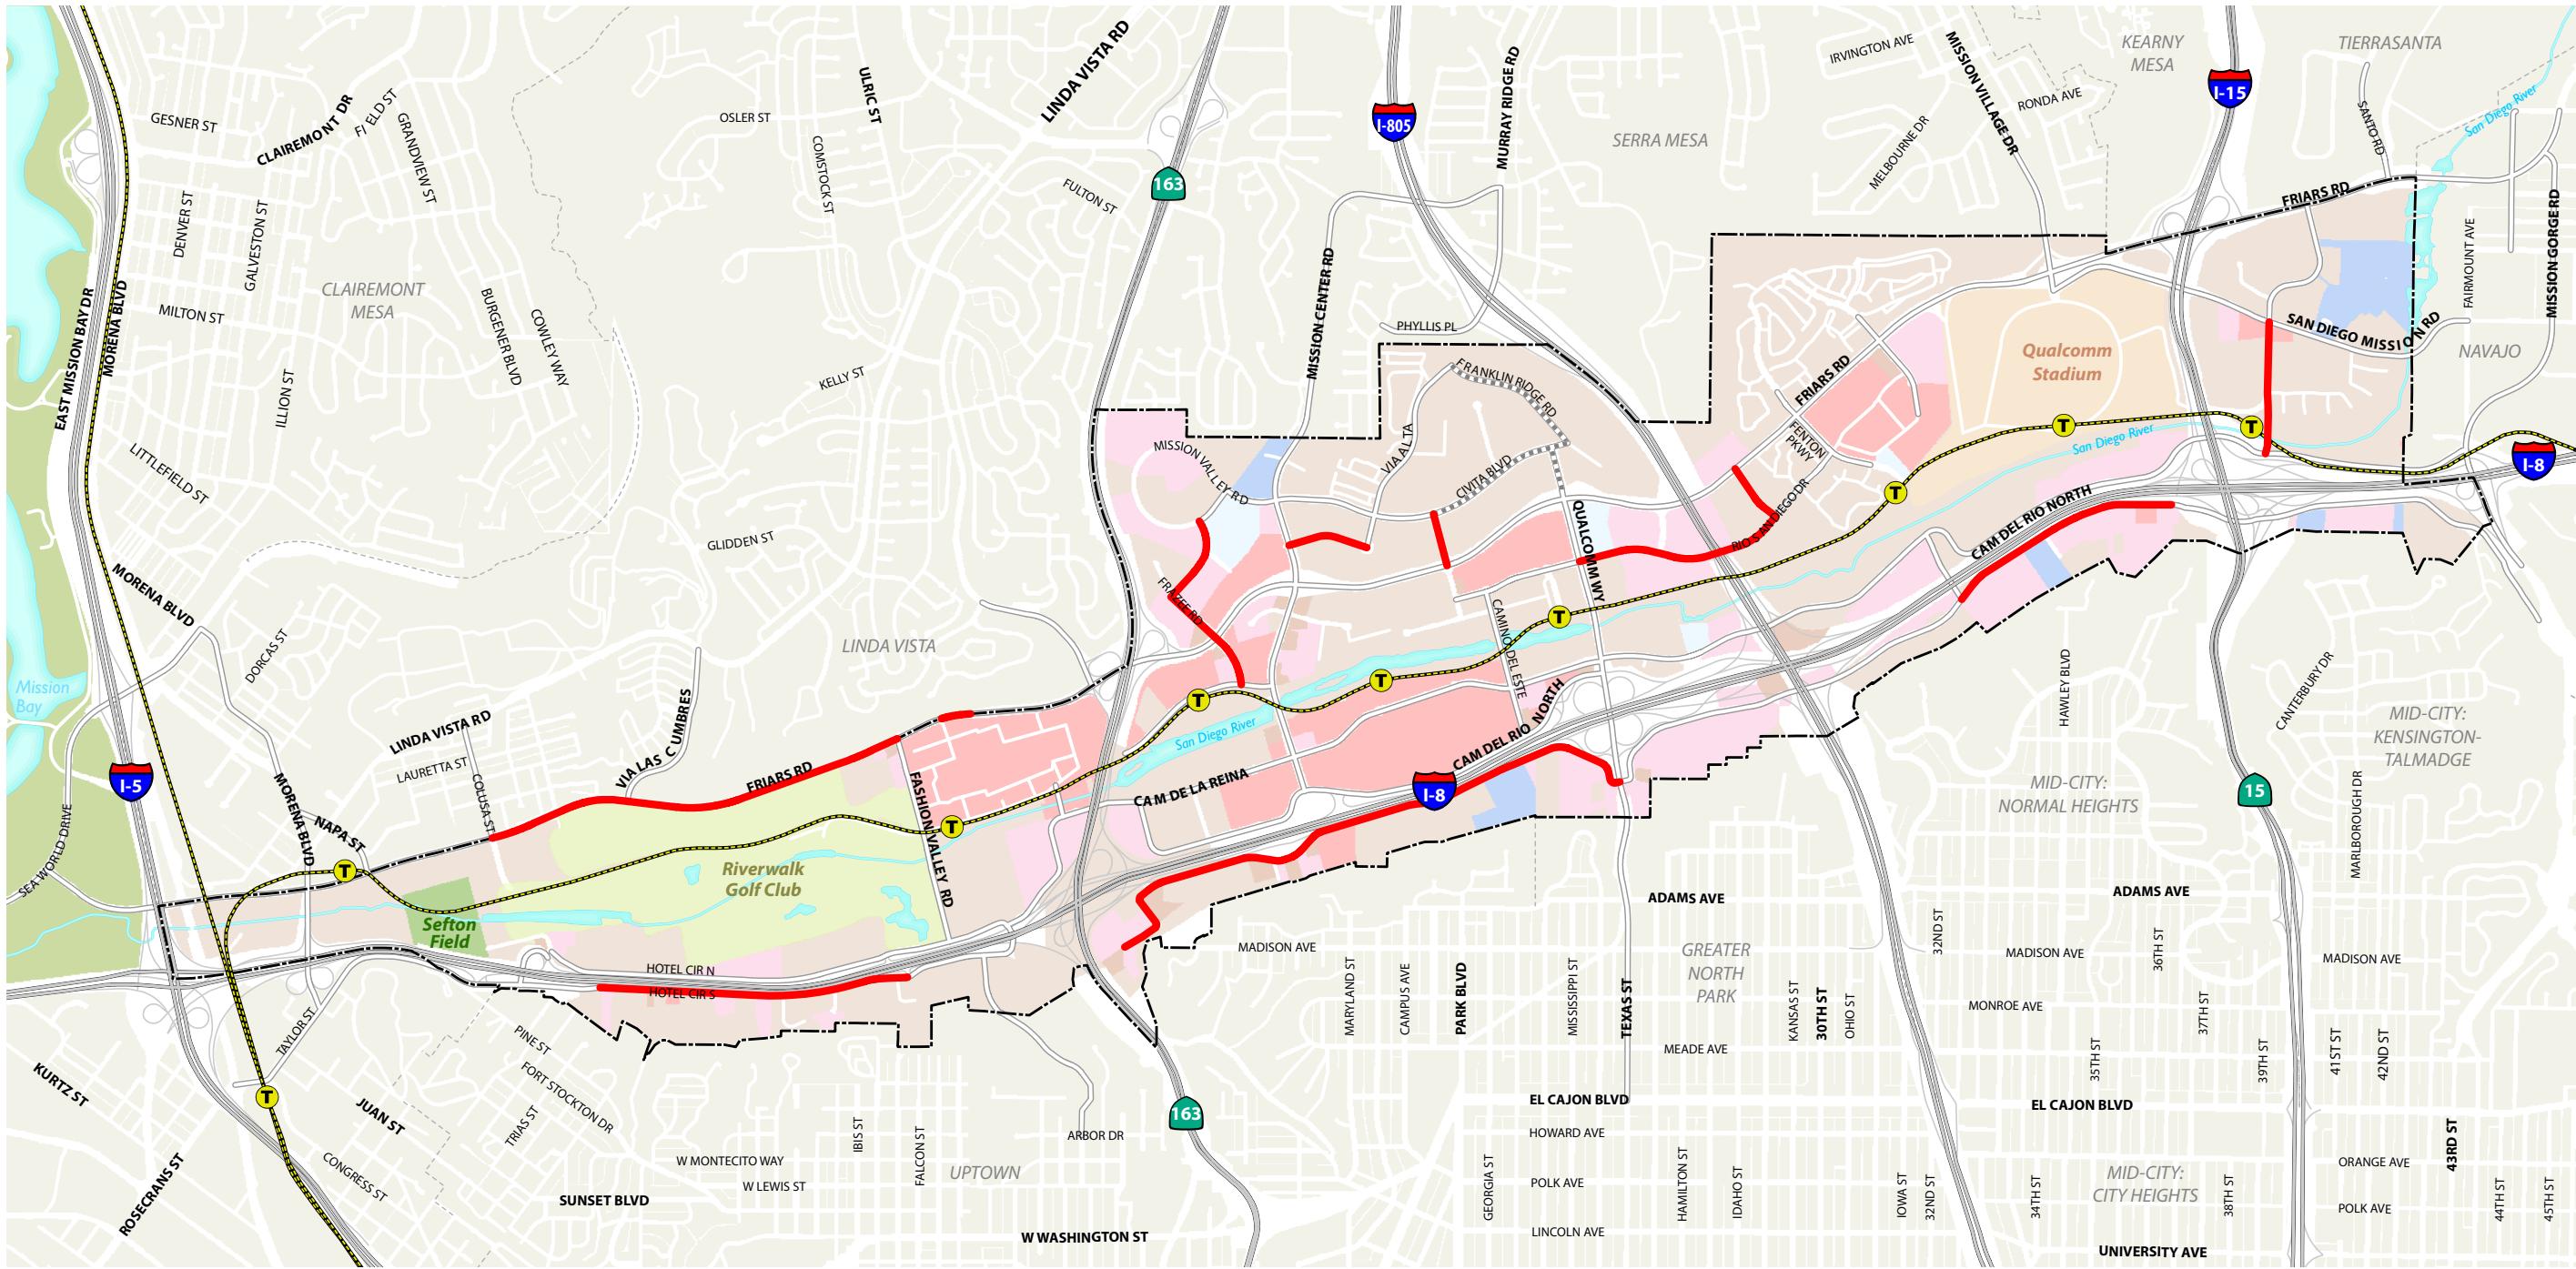 LINDA VISTA RD
ULRIC ST
OSLER ST
COMSTOCK ST
FULTON ST
163
I-805
MURRAY RIDGE RD
SERRA MESA
IRVINGTON AVE
MISSION VILLAGE DR
RONDA AVE
MELBOURNE DR
KEARNY
MESA
I-15
TIERRASANTA
SANTO RD
San Diego River
FRIARS RD
FAIRMOUNT AVE
MISSION GORGE RD
GESNER ST
CLAIREMONT DR
FIELD ST
GRANDVIEW ST
DENVER ST
GALVESTON ST
CLAIREMONT
MESA
MILTON ST
BURGENER BLVD
COWLEY WAY
EAST MISSION BAY DR
MORENA BLVD
ILLION ST
LITTLEFIELD ST
KELLY ST
GLIDDEN ST
MISSION CENTER RD
PHYLLIS PL
FRANKLIN RIDGE RD
VIA ALTA
CIVITA BLVD
MISSION VALLEY RD
FRAZEE RD
QUALCOMM WY
FRIARS RD
FENTON
PKWY
RIO SAN DIEGO DR
Qualcomm
Stadium
T
T
T
San Diego River
SAN DIEGO MISSION RD
NAVAJO
I-8
CAM DEL RIO NORTH
MORENA BLVD
DORCAS ST
LINDA VISTA
Mission
Bay
LINDA VISTA RD
LAURETTA ST
COLUSA ST
VIA LAS CUMBRES
FRIARS RD
FASHION VALLEY RD
I-5
MORENA BLVD
NAPA ST
SEA WORLD DRIVE
T
T
T
T
T
San Diego River
CAM DE LA REINA
CAMINO DEL ESTE
CAM DEL RIO NORTH
I-8
Riverwalk
Golf Club
Sefton
Field
HOTEL CIR N
HOTEL CIR S
HAWLEY BLVD
CANTERBURY DR
MID-CITY:
KENSINGTON-
TALMADGE
MID-CITY:
NORMAL HEIGHTS
15
MARLBOROUGH DR
ADAMS AVE
ADAMS AVE
MADISON AVE
GREATER
NORTH
PARK
32ND ST
MADISON AVE
36TH ST
MADISON AVE
MARYLAND ST
CAMPUS AVE
PARK BLVD
MISSISSIPPI ST
TEXAS ST
KANSAS ST
30TH ST
OHIO ST
MONROE AVE
37TH ST
MEADE AVE
35TH ST
39TH ST
41ST ST
42ND ST
TAYLOR ST
PINE ST
FORT STOCKTON DR
TRIAS ST
KURTZ ST
JUAN ST
T
CONGRESS ST
ROSECRANS ST
IBIS ST
FALCON ST
W MONTECITO WAY
W LEWIS ST
SUNSET BLVD
UPTOWN
ARBOR DR
163
W WASHINGTON ST
EL CAJON BLVD
HOWARD AVE
POLK AVE
LINCOLN AVE
GEORGIA ST
HAMILTON ST
IDAHO ST
IOWA ST
32ND ST
34TH ST
EL CAJON BLVD
MID-CITY:
CITY HEIGHTS
38TH ST
ORANGE AVE
POLK AVE
43RD ST
44TH ST
45TH ST
UNIVERSITY AVE